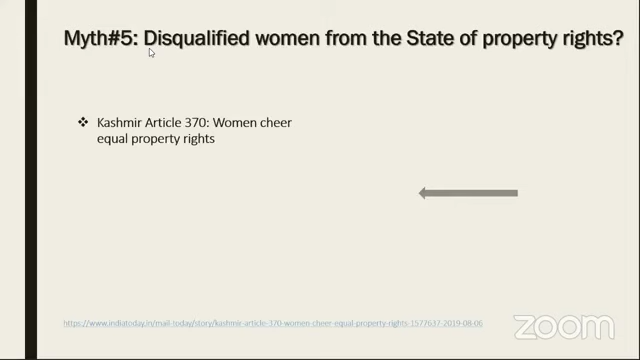 Myth#5: Disqualified women from the State of property rights?
❖ Kashmir Article 370: Women cheer
equal property rights
https://www.indiatoday.in/mail-today/story/kashmir-article-370-women-cheer-equal-property-rights-1577637-2019-08-06
zoom